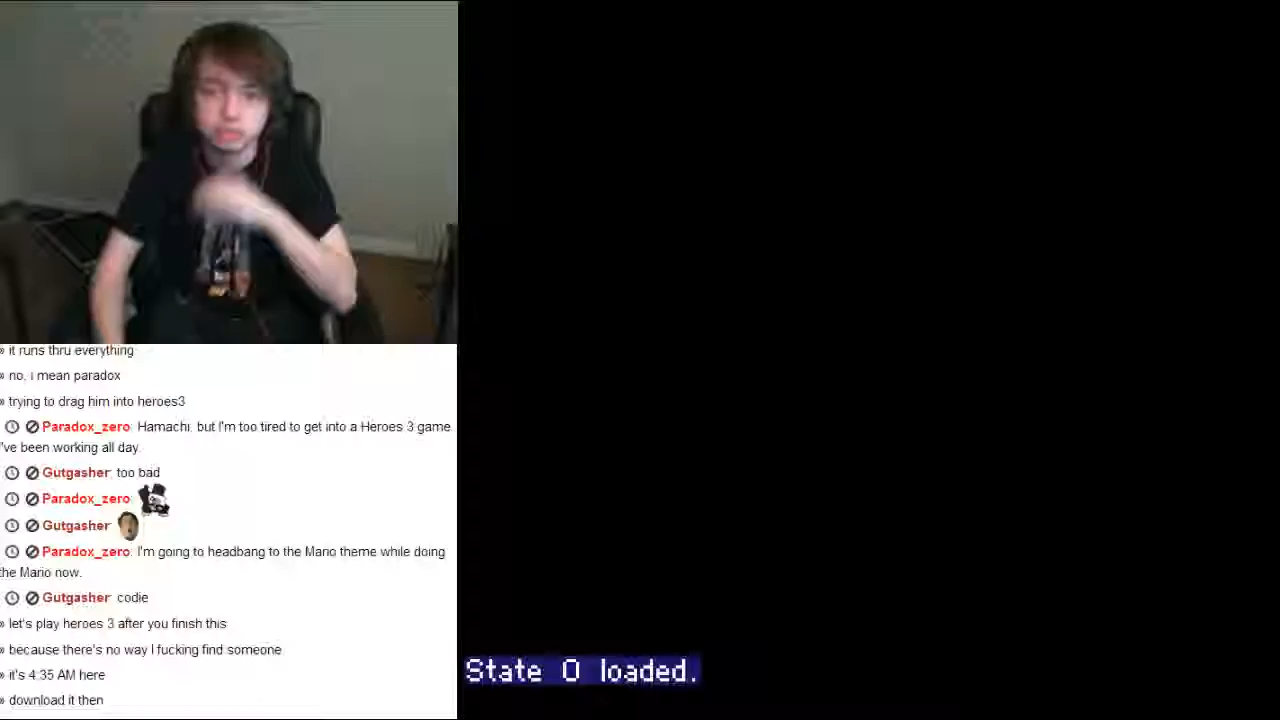 » it runs thru everything
» no, i mean paradox
» trying to drag him into heroes3
Paradox_zero: Hamachi, but I'm too tired to get into a Heroes 3 game
I've been working all day.
Gutgasher: too bad
Paradox_zero:
Gutgasher:
Paradox_zero: I'm going to headbang to the Mario theme while doing
the Mario now.
Gutgasher: codie
» let's play heroes 3 after you finish this
» because there's no way I fucking find someone
» it's 4:35 AM here
» download it then
State 0 loaded.